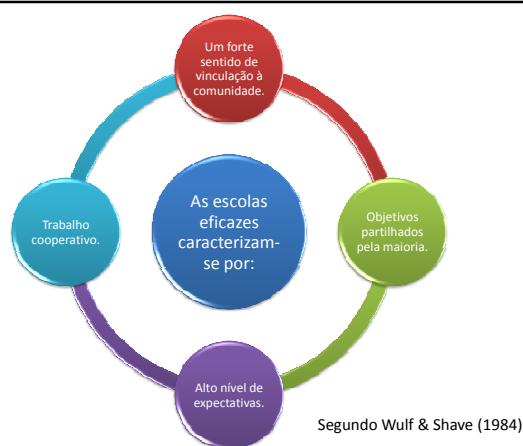 Um forte
sentido de
vinculação à
comunidade.
As escolas
eficazes
caracterizam-
se por:
Objetivos
partilhados
pela maioria.
Alto nível de
expectativas.
Trabalho
cooperativo.
Segundo Wulf & Shave (1984)